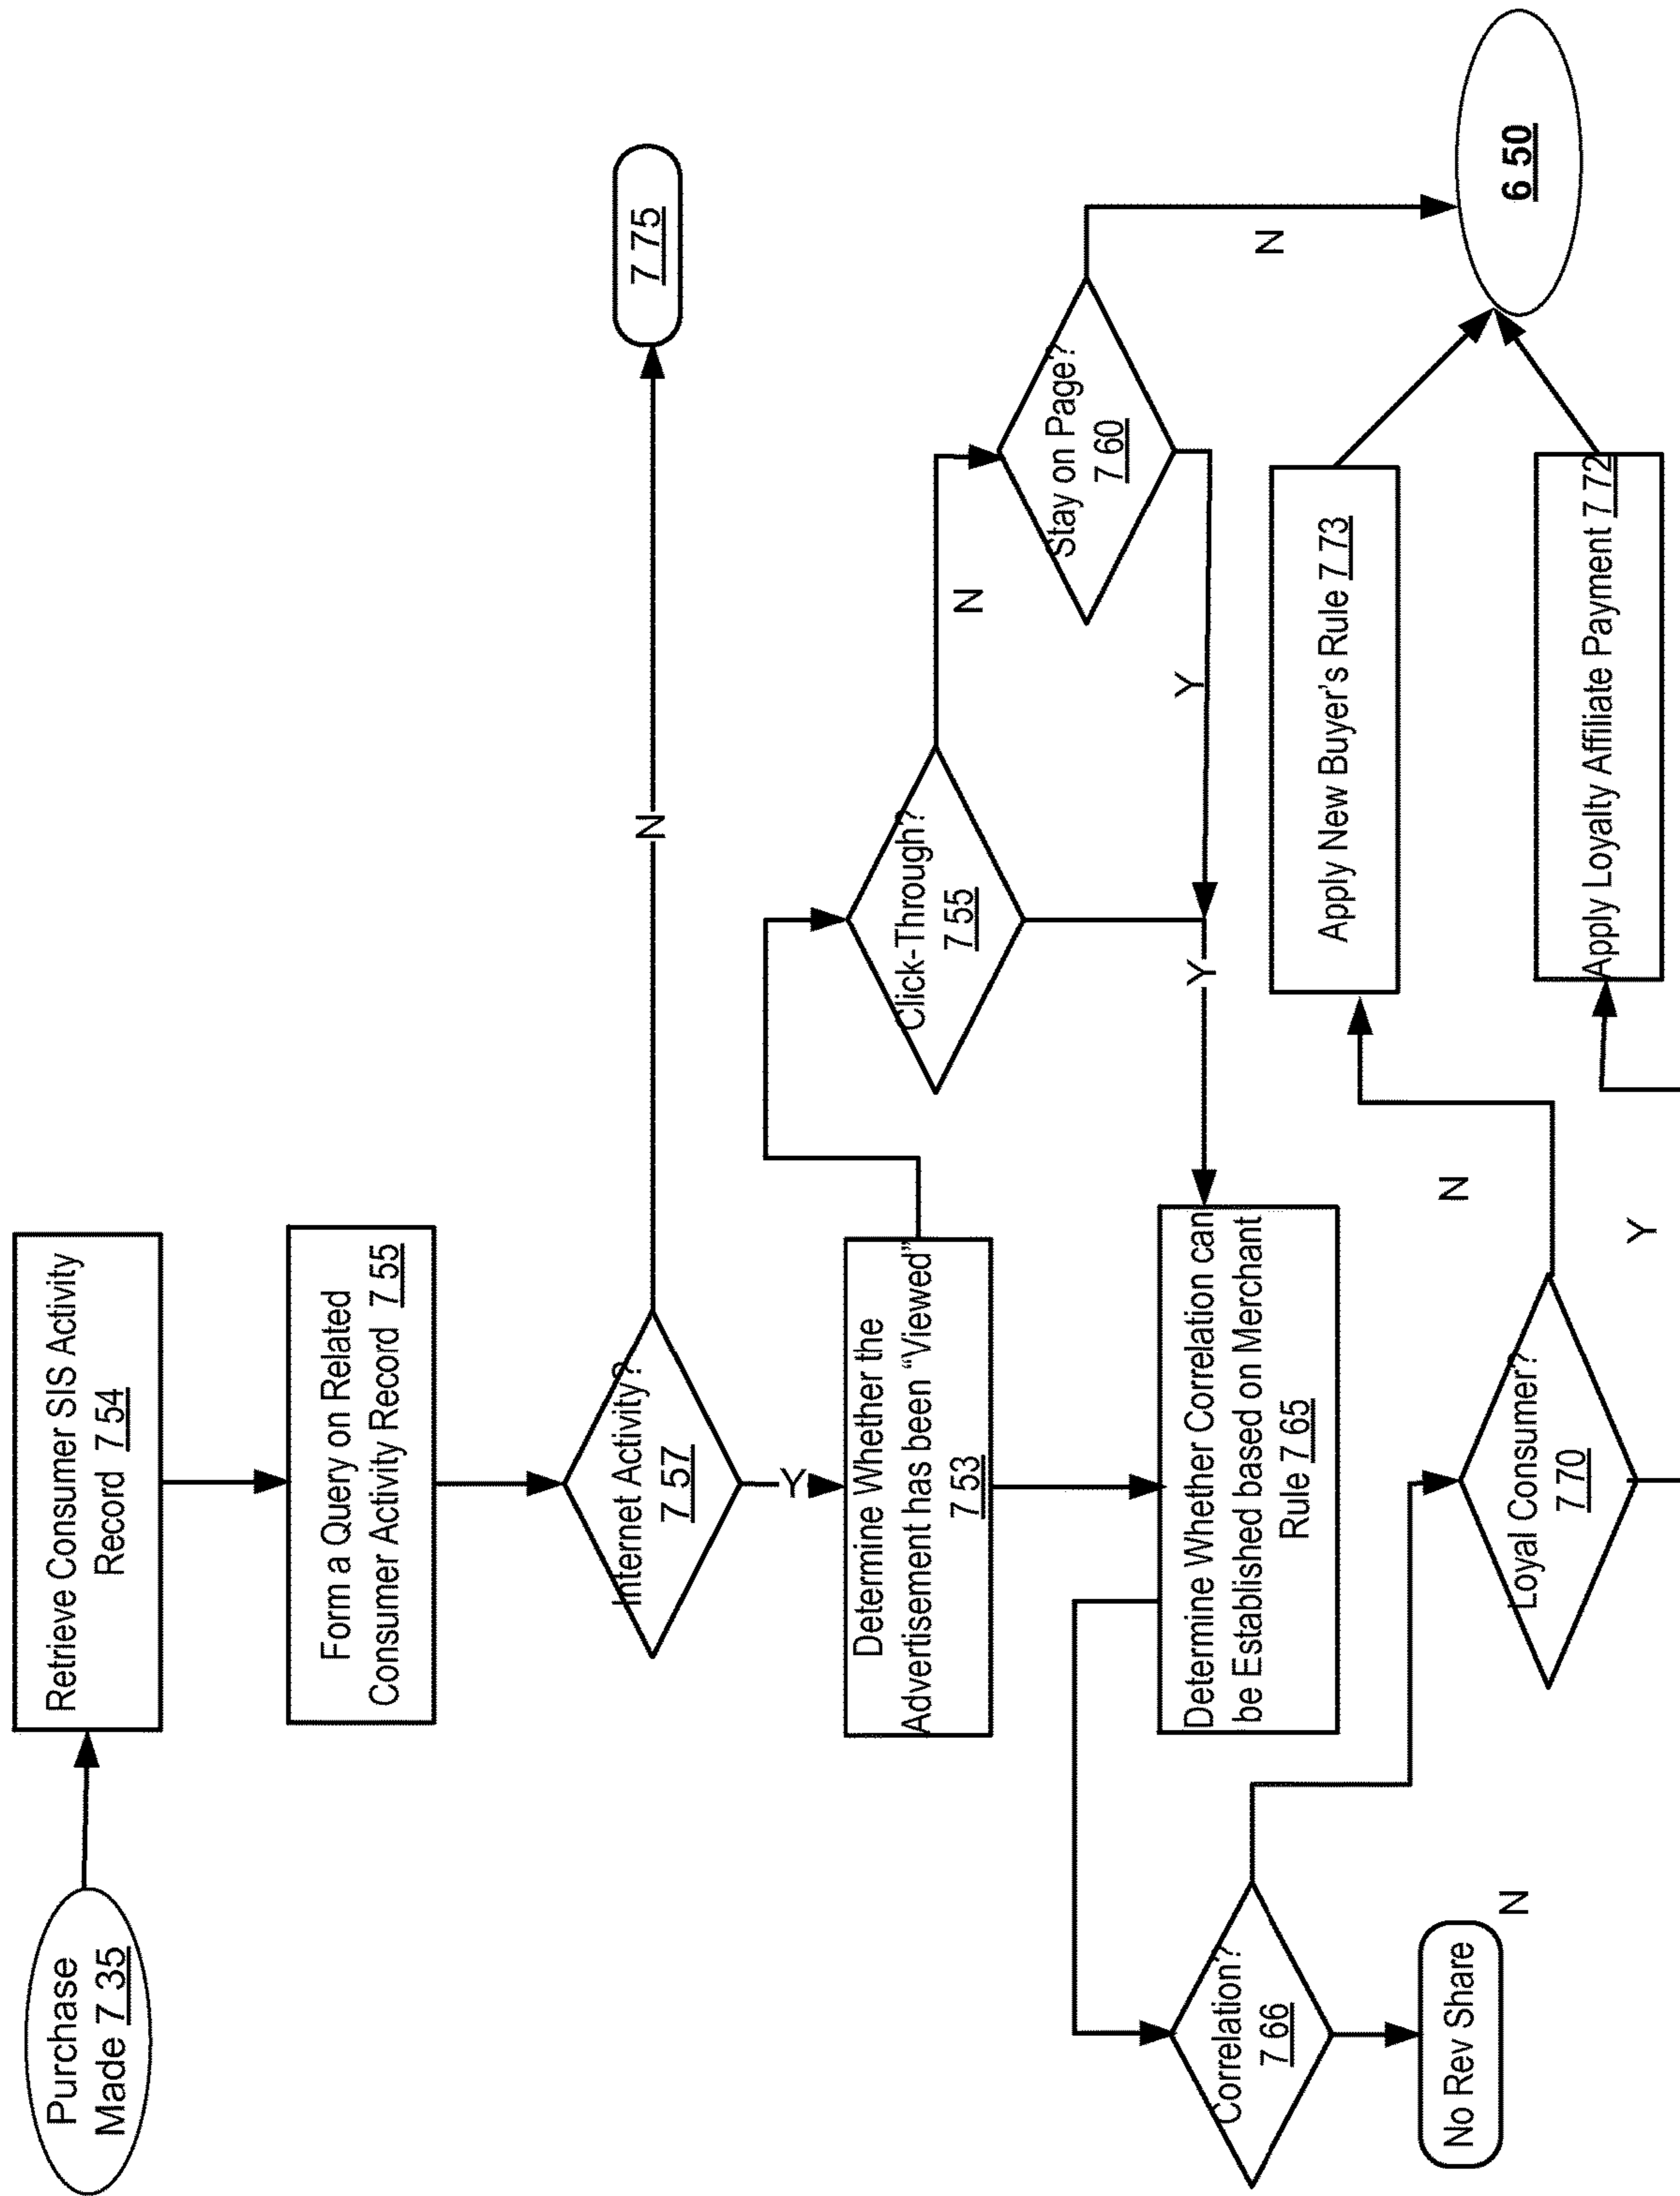 Purchase
Made 7 35
Retrieve Consumer SIS Activity
Record 7 54
Form a Query on Related
Consumer Activity Record 7 55
Internet Activity?
7 57
N
7 75
Y
Determine Whether the
Advertisement has been “Viewed”
7 53
Click-Through?
7 55
N
Stay on Page?
7 60
N
Y
Y
6 50
Determine Whether Correlation can
be Established based on Merchant
Rule 7 65
Correlation?
7 66
No Rev Share
N
Loyal Consumer?
7 70
N
Y
Apply New Buyer’s Rule 7 73
Apply Loyalty Affiliate Payment 7 72